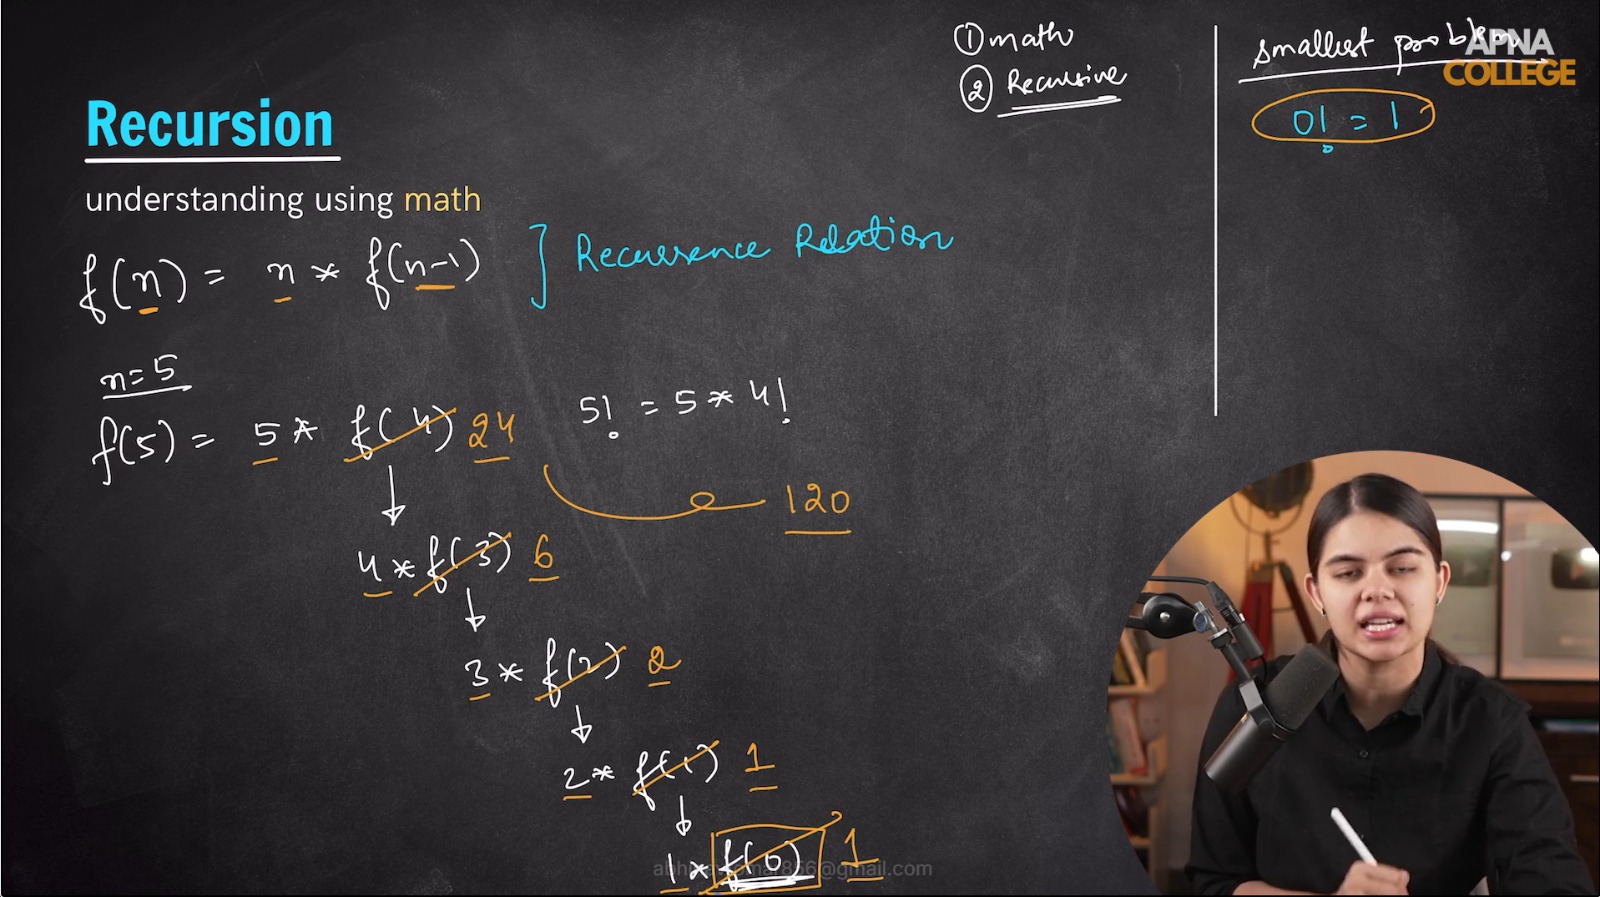 ① math
② Recursive
smallest problem
APNA
COLLEGE
0! = 1
Recursion
understanding using math
f(n) = n * f(n-1) ] Recurrence Relation
n=5
f(5) = 5 * f(4) 24
5! = 5 * 4!
120
4 * f(3) 6
3 * f(2) 2
2 * f(1) 1
1 * f(0) 1